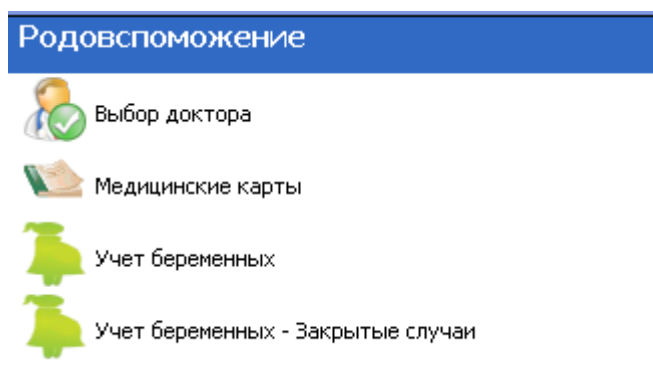 Родовспоможение
Выбор доктора
Медицинские карты
Учет беременных
Учет беременных - Закрытые случаи